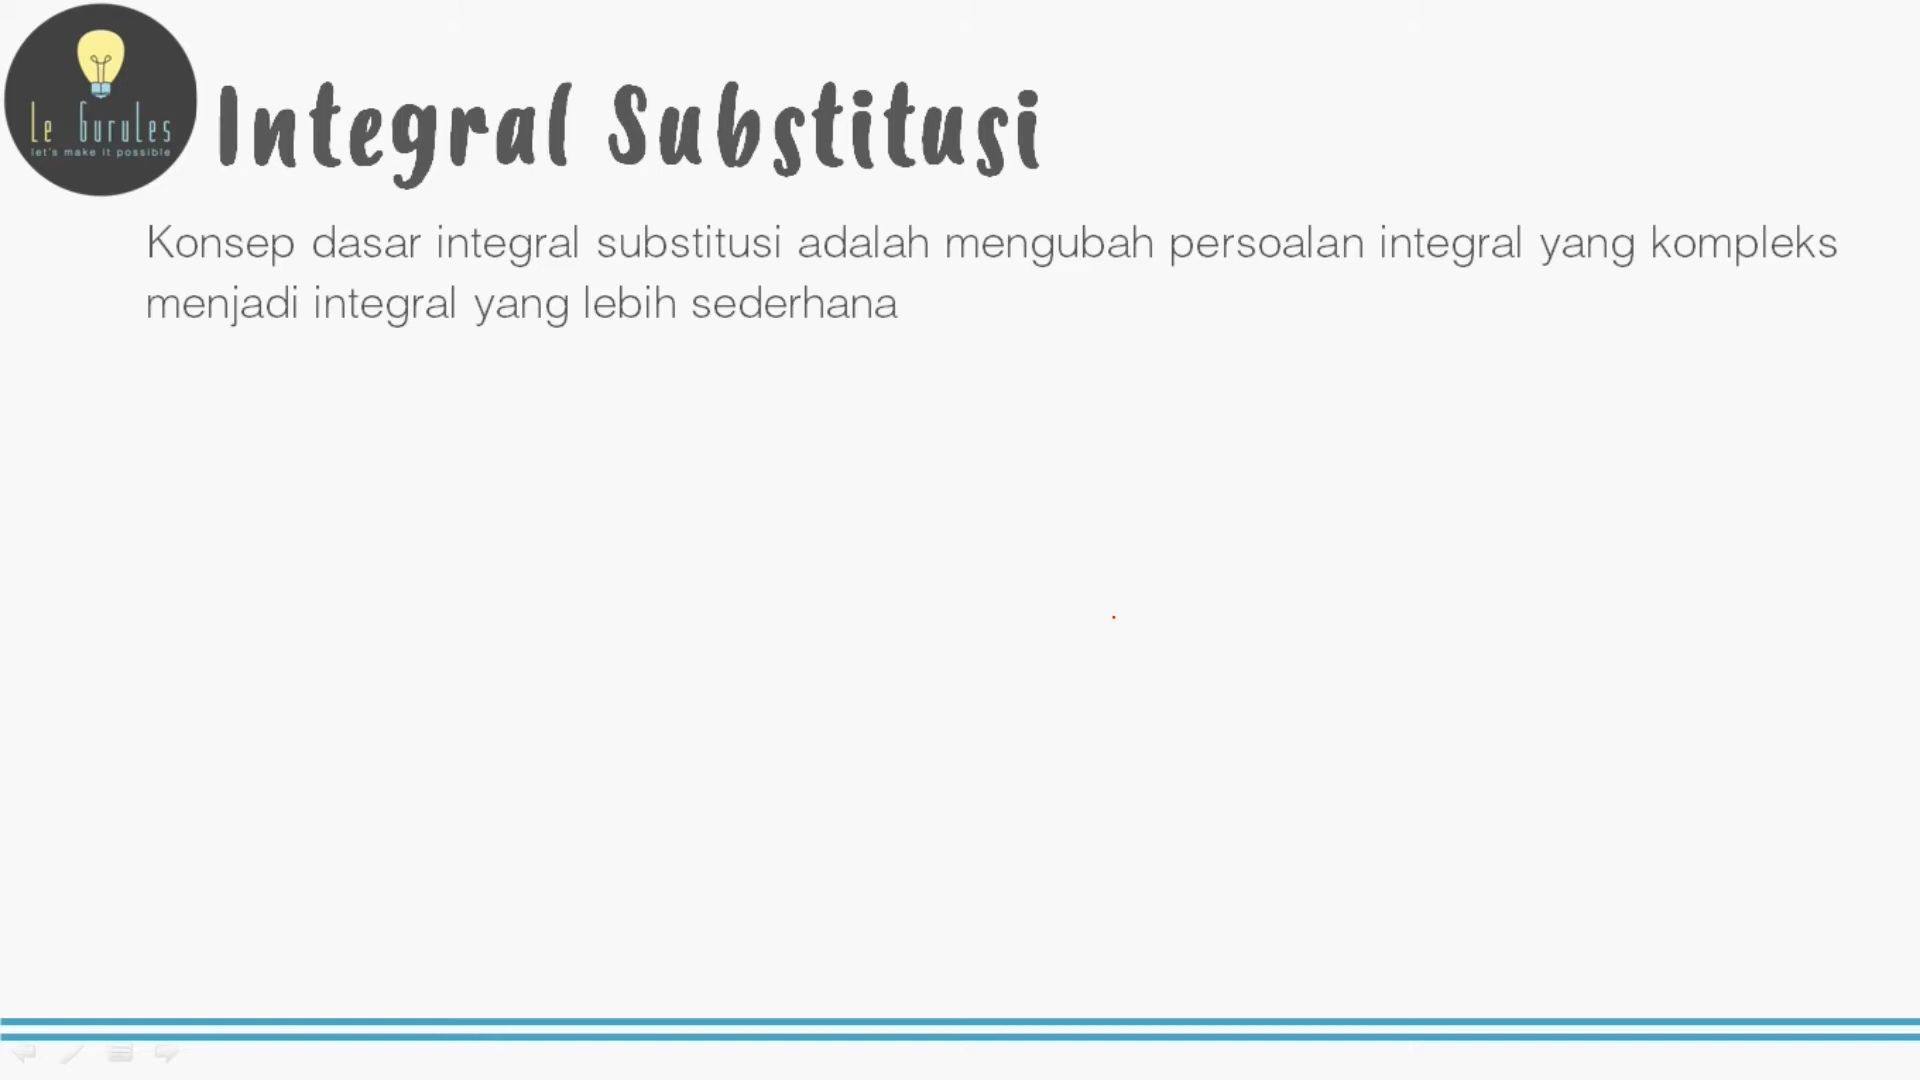 Le GuruLes
let's make it possible
Integral Substitusi
Konsep dasar integral substitusi adalah mengubah persoalan integral yang kompleks
menjadi integral yang lebih sederhana